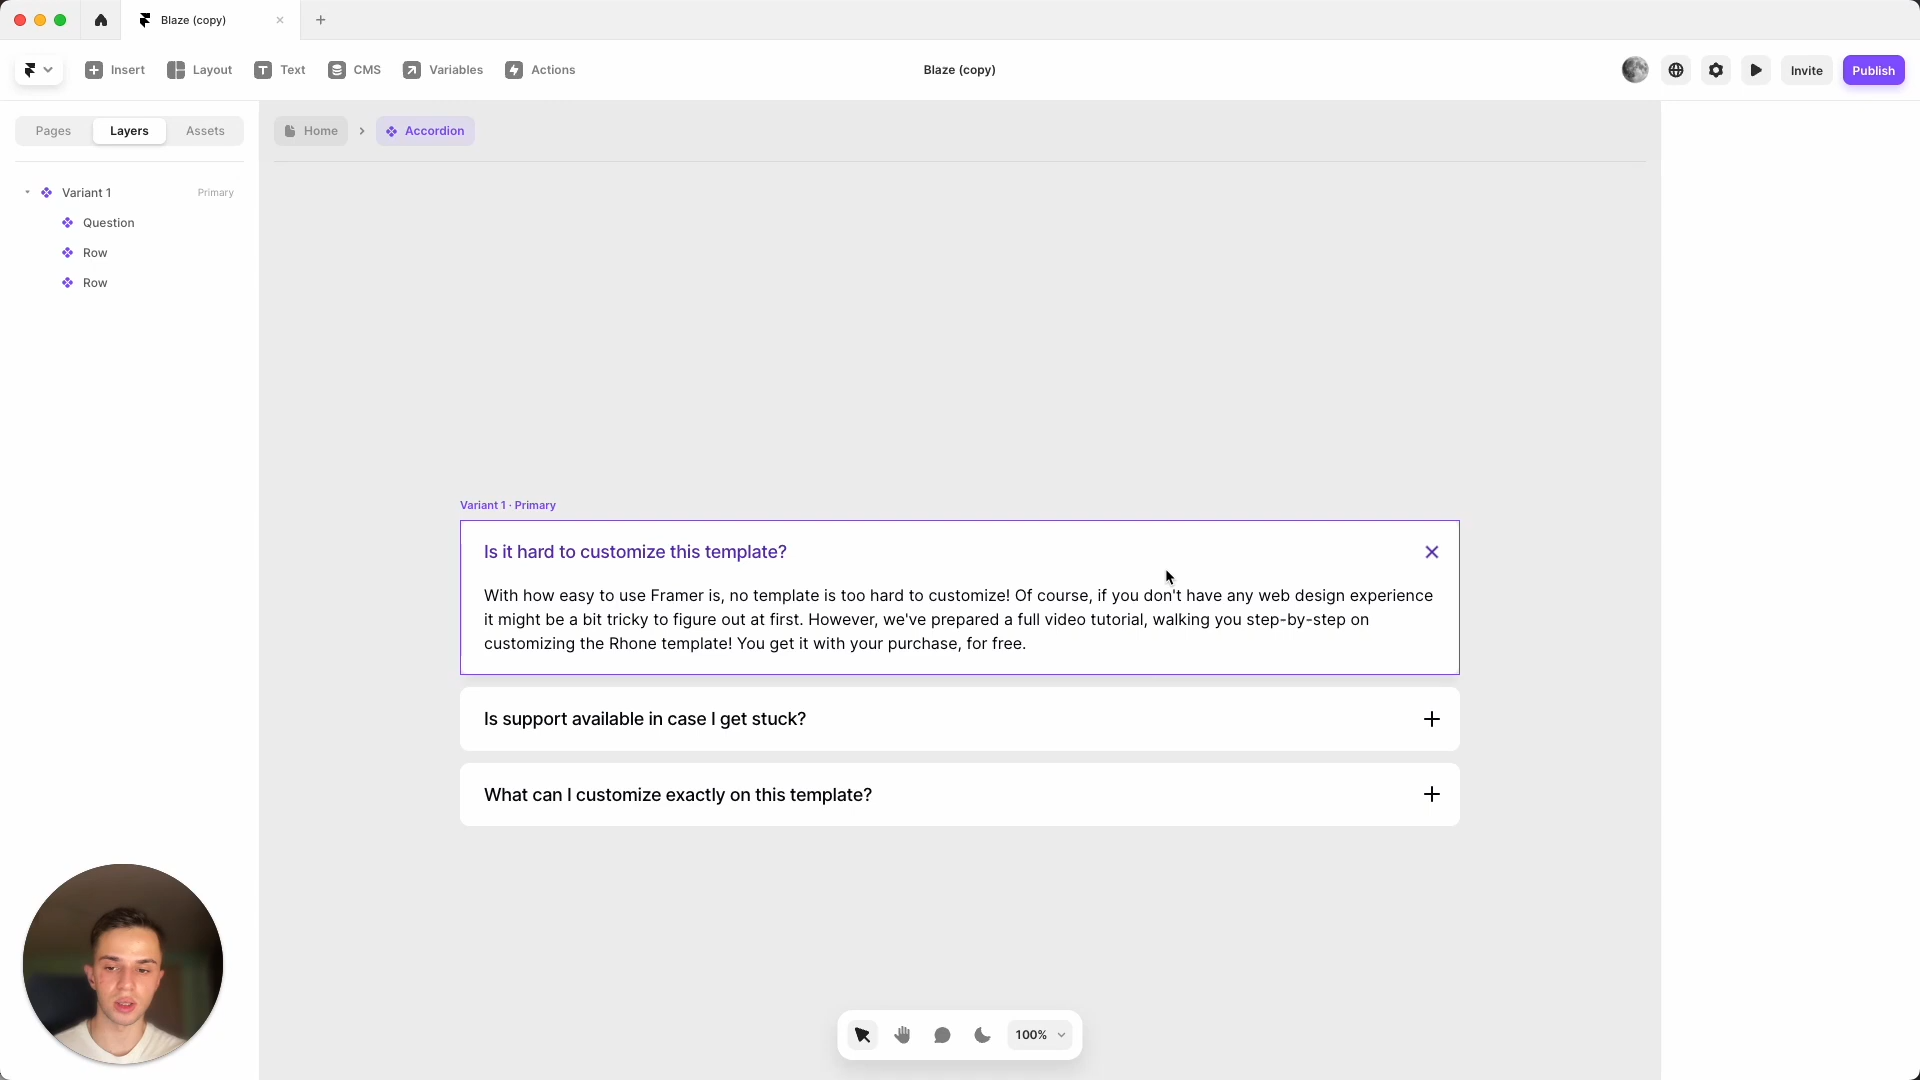 Blaze (copy)
Insert
Layout
Text
CMS
Variables
Actions
Blaze (copy)
Invite
Publish
Pages
Layers
Assets
Home
Accordion
Variant 1
Primary
Question
Row
Row
Variant 1 · Primary
Is it hard to customize this template?
With how easy to use Framer is, no template is too hard to customize! Of course, if you don't have any web design experience
it might be a bit tricky to figure out at first. However, we've prepared a full video tutorial, walking you step-by-step on
customizing the Rhone template! You get it with your purchase, for free.
Is support available in case I get stuck?
What can I customize exactly on this template?
100%